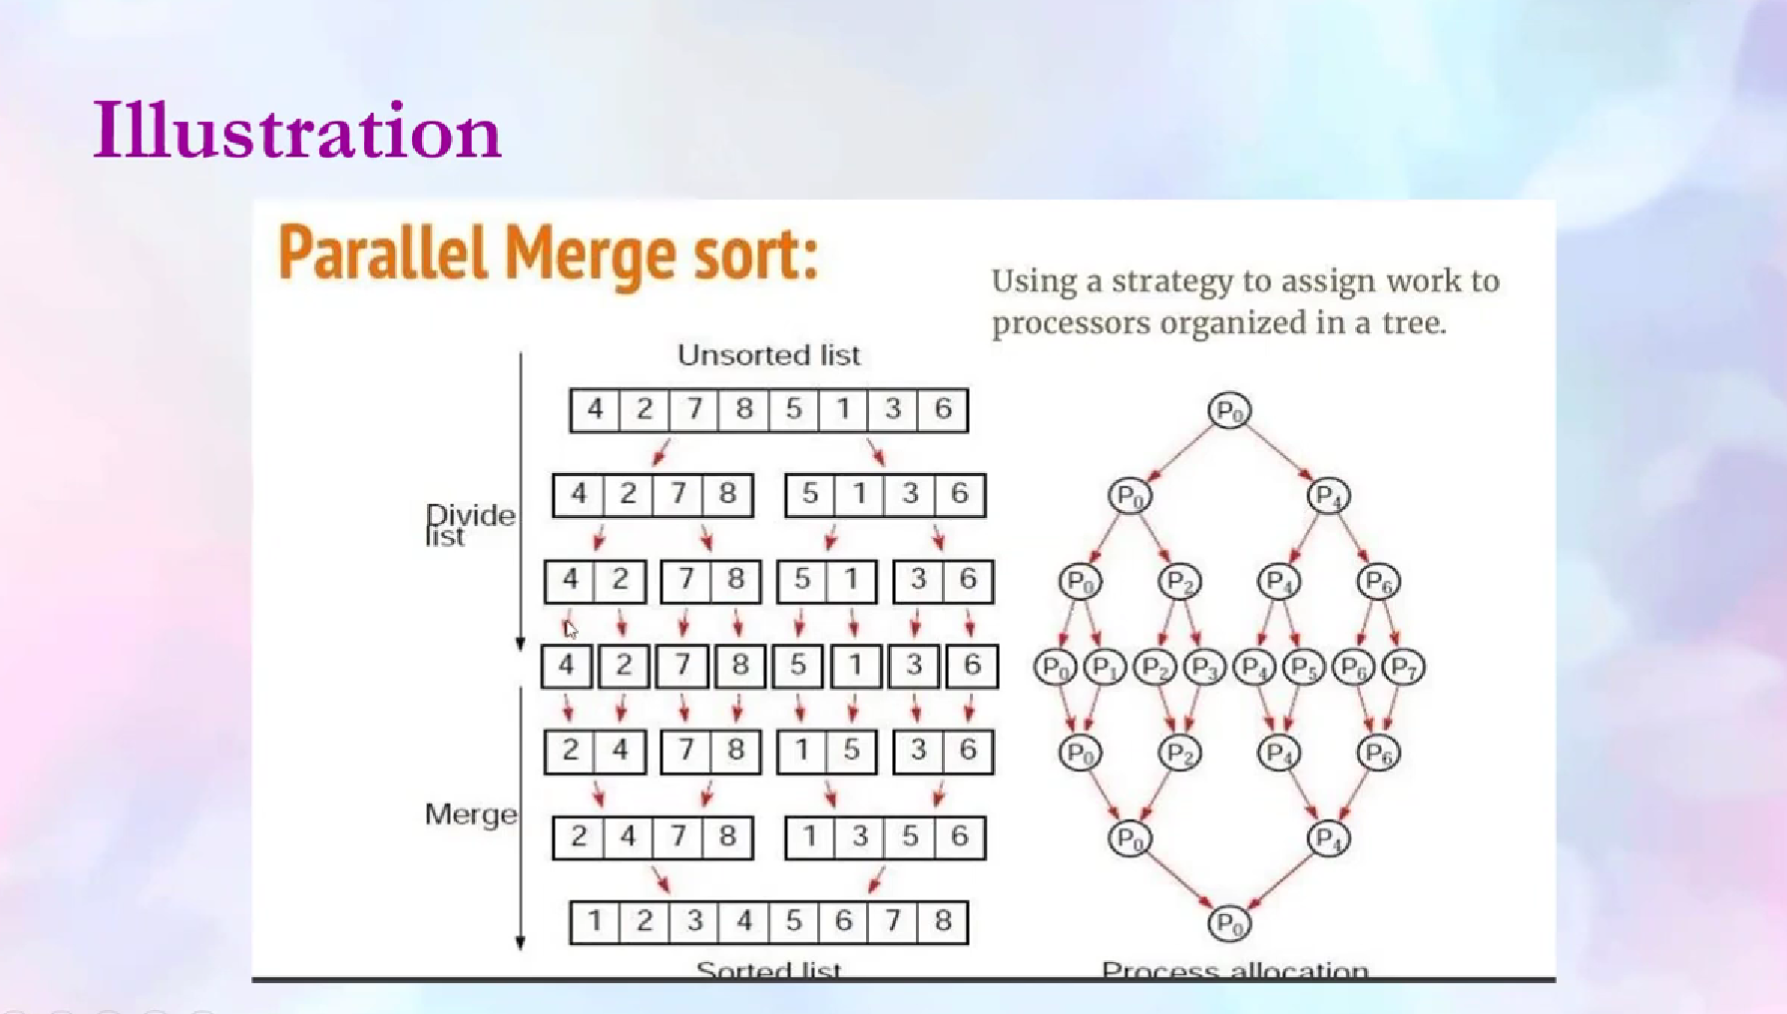 Illustration
Parallel Merge sort:
Using a strategy to assign work to
processors organized in a tree.
Unsorted list
4 2 7 8 5 1 3 6
P0
4 2 7 8 5 1 3 6
P0 P4
Divide
list
4 2 7 8 5 1 3 6
P0 P2 P4 P6
4 2 7 8 5 1 3 6
P0 P1 P2 P3 P4 P5 P6 P7
2 4 7 8 1 5 3 6
P0 P2 P4 P6
Merge
2 4 7 8 1 3 5 6
P0 P4
1 2 3 4 5 6 7 8
P0
Sorted list
Process allocation